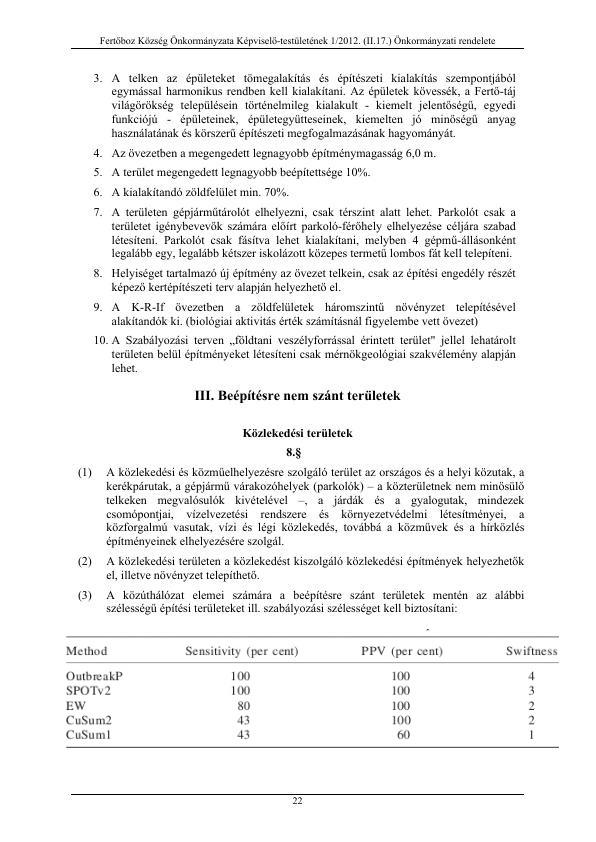 Fertőboz Község Önkormányzata Képviselő-testületének 1/2012. (II.17.) Önkormányzati rendelete
3. A telken az épületeket tömegalakítás és építészeti kialakítás szempontjából
egymással harmonikus rendben kell kialakítani. Az épületek kövessék, a Fertő-táj
világörökség településein történelmileg kialakult - kiemelt jelentőségű, egyedi
funkciójú - épületeinek, épületegyütteseinek, kiemelten jó minőségű anyag
használatának és körszerű építészeti megfogalmazásának hagyományát.
4. Az övezetben a megengedett legnagyobb építménymagasság 6,0 m.
5. A terület megengedett legnagyobb beépítettsége 10%.
6. A kialakítandó zöldfelület min. 70%.
7. A területen gépjárműtárolót elhelyezni, csak térszint alatt lehet. Parkolót csak a
területet igénybevevők számára előírt parkoló-férőhely elhelyezése céljára szabad
létesíteni. Parkolót csak fásítva lehet kialakítani, melyben 4 gépmű-állásonként
legalább egy, legalább kétszer iskolázott közepes termetű lombos fát kell telepíteni.
8. Helyiséget tartalmazó új építmény az övezet telkein, csak az építési engedély részét
képező kertépítészeti terv alapján helyezhető el.
9. A K-R-If övezetben a zöldfelületek háromszintű növényzet telepítésével
alakítandók ki. (biológiai aktivitás érték számításnál figyelembe vett övezet)
10. A Szabályozási terven „földtani veszélyforrással érintett terület" jellel lehatárolt
területen belül építményeket létesíteni csak mérnökgeológiai szakvélemény alapján
lehet.
III. Beépítésre nem szánt területek
Közlekedési területek
8.§
(1) A közlekedési és közműelhelyezésre szolgáló terület az országos és a helyi közutak, a
kerékpárutak, a gépjármű várakozóhelyek (parkolók) – a közterületnek nem minősülő
telkeken megvalósulók kivételével –, a járdák és a gyalogutak, mindezek
csomópontjai, vízelvezetési rendszere és környezetvédelmi létesítményei, a
közforgalmú vasutak, vízi és légi közlekedés, továbbá a közművek és a hírközlés
építményeinek elhelyezésére szolgál.
(2) A közlekedési területen a közlekedést kiszolgáló közlekedési építmények helyezhetők
el, illetve növényzet telepíthető.
(3) A közúthálózat elemei számára a beépítésre szánt területek mentén az alábbi
szélességű építési területeket ill. szabályozási szélességet kell biztosítani:
Method Sensitivity (per cent) PPV (per cent) Swiftness
OutbreakP 100 100 4
SPOTv2 100 100 3
EW 80 100 2
CuSum2 43 100 2
CuSum1 43 60 1
22